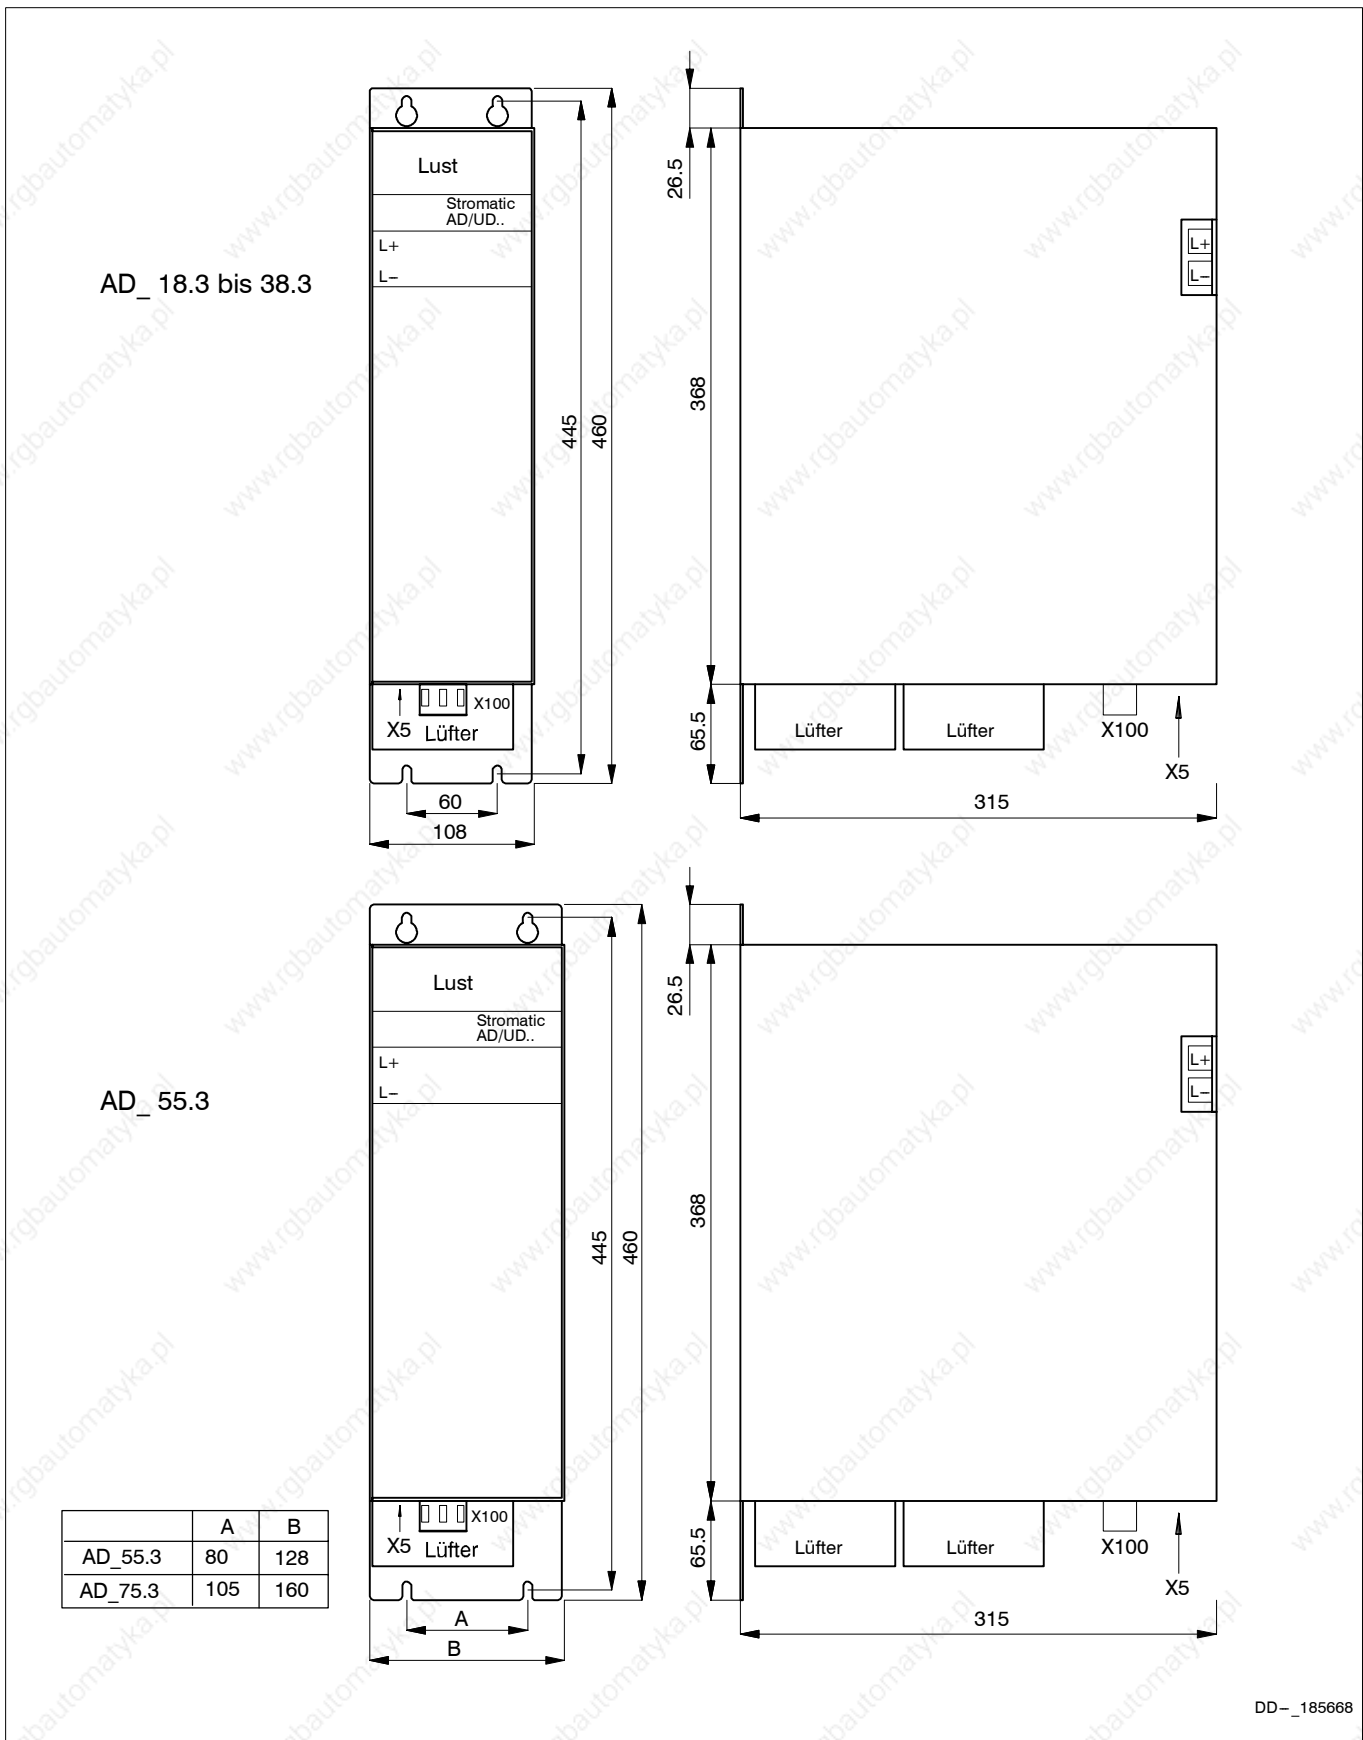 Lust
Stromatic
AD/UD..
L+
L−
AD_ 18.3 bis 38.3
445
460
X5
X100
Lüfter
60
108
26.5
368
65.5
L+
L−
Lüfter
Lüfter
X100
X5
315
Lust
Stromatic
AD/UD..
L+
L−
AD_ 55.3
445
460
X5
X100
Lüfter
A
B
26.5
368
65.5
L+
L−
Lüfter
Lüfter
X100
X5
315
A B
AD_55.3 80 128
AD_75.3 105 160
DD−_185668
www.rgbautomatyka.pl